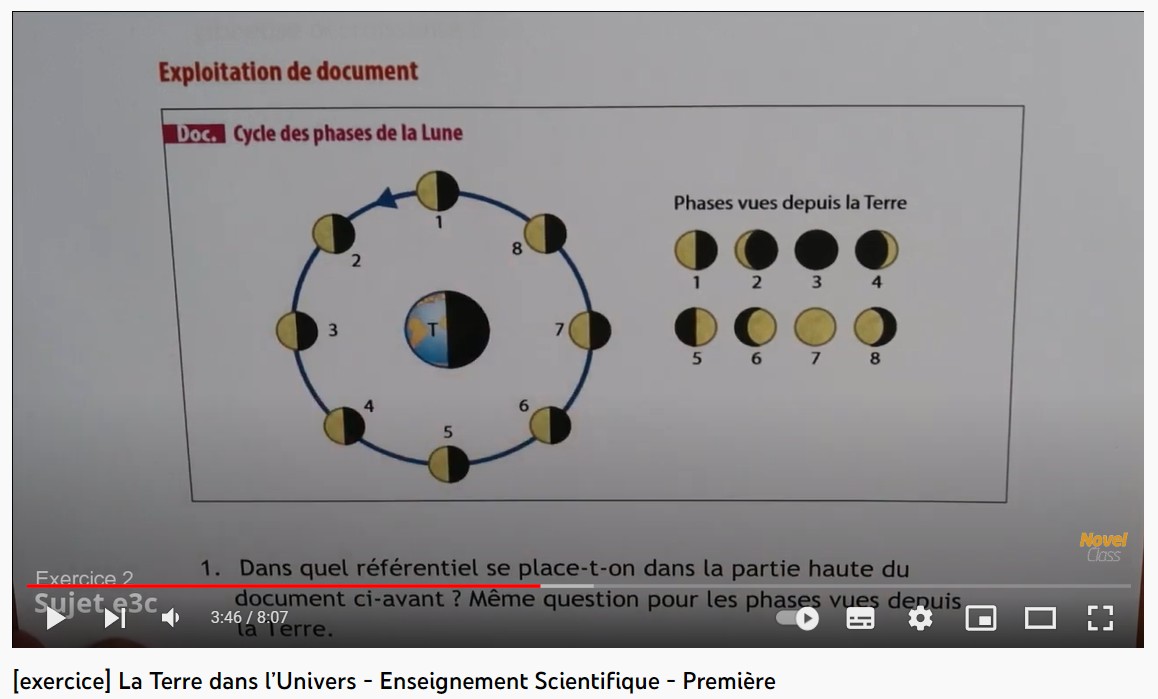 Exploitation de document
Doc. Cycle des phases de la Lune
1
2
8
Phases vues depuis la Terre
1 2 3 4
3
T
7
5 6 7 8
4
6
5
Novel
Class
1. Dans quel référentiel se place-t-on dans la partie haute du
document ci-avant ? Même question pour les phases vues depuis
la Terre.
Exercice 2
Sujet e3c
3:46 / 8:07
[exercice] La Terre dans l'Univers - Enseignement Scientifique - Première